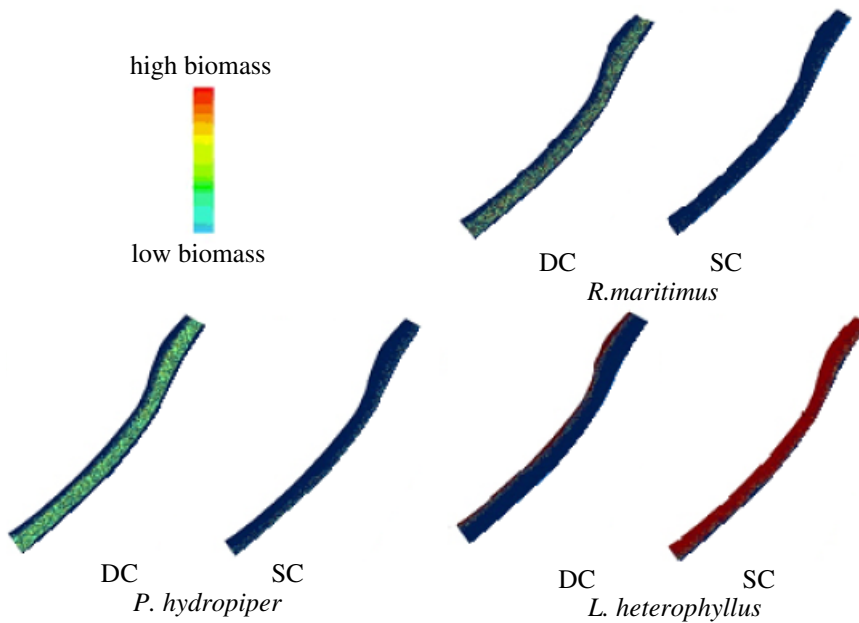 high biomass
low biomass
DC SC
R.maritimus
DC SC
P. hydropiper
DC SC
L. heterophyllus